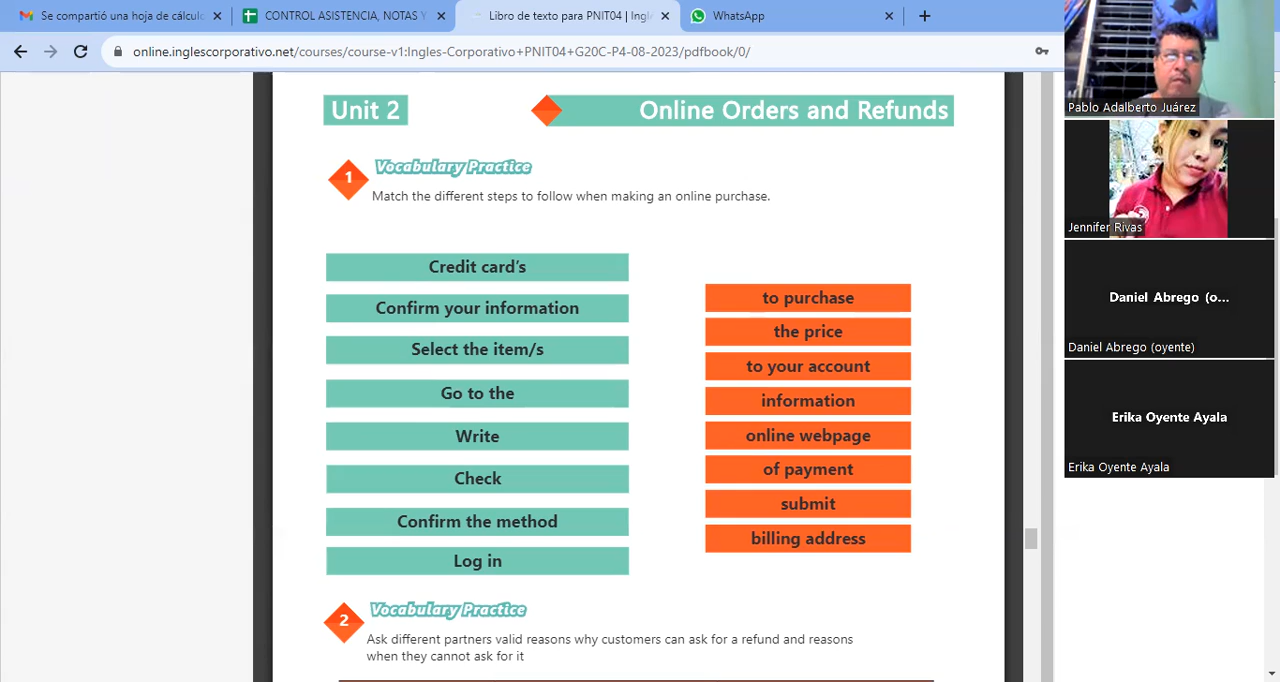 Se compartió una hoja de cálcul
CONTROL ASISTENCIA, NOTAS Y
Libro de texto para PNIT04 | Ingl
WhatsApp
online.inglescorporativo.net/courses/course-v1:Ingles-Corporativo+PNIT04+G20C-P4-08-2023/pdfbook/0/
Unit 2
Online Orders and Refunds
1
Vocabulary Practice
Match the different steps to follow when making an online purchase.
Credit card's
Confirm your information
Select the item/s
Go to the
Write
Check
Confirm the method
Log in
to purchase
the price
to your account
information
online webpage
of payment
submit
billing address
2
Vocabulary Practice
Ask different partners valid reasons why customers can ask for a refund and reasons
when they cannot ask for it
Pablo Adalberto Juárez
Jennifer Rivas
Daniel Abrego (o...
Daniel Abrego (oyente)
Erika Oyente Ayala
Erika Oyente Ayala